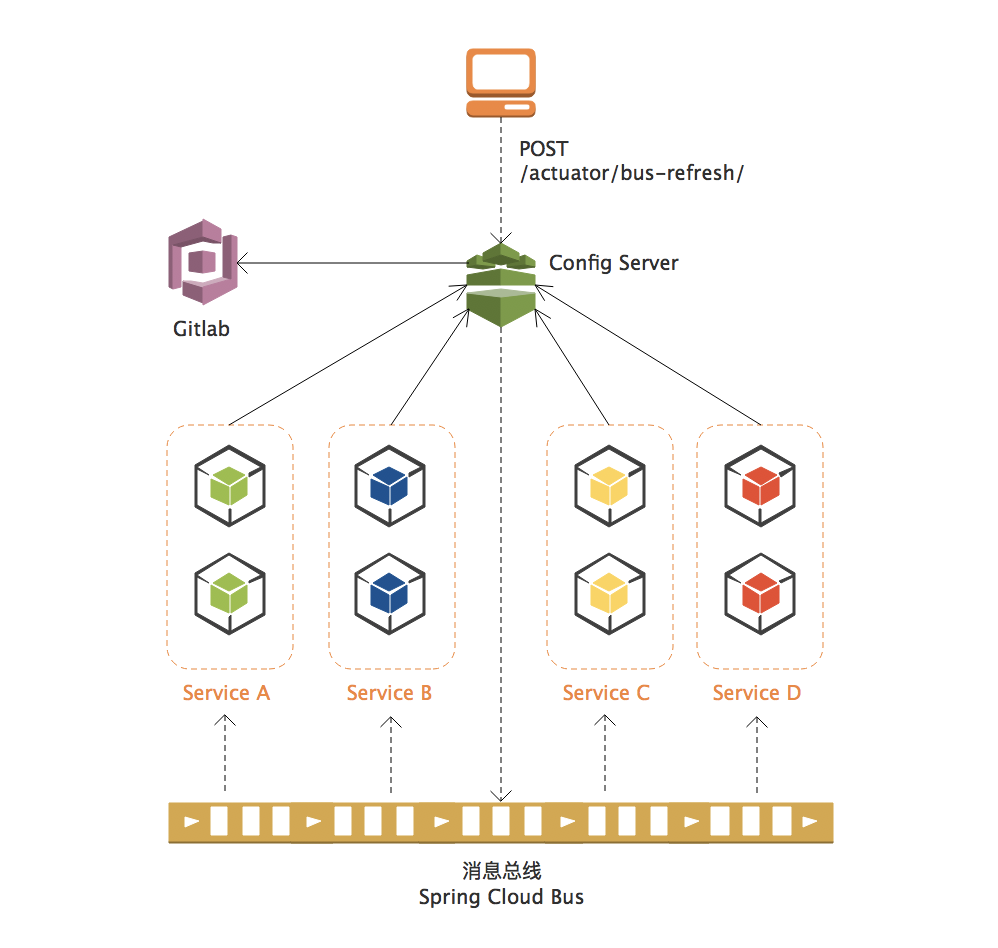 POST
/actuator/bus-refresh/
Config Server
Gitlab
Service A
Service B
Service C
Service D
消息总线
Spring Cloud Bus